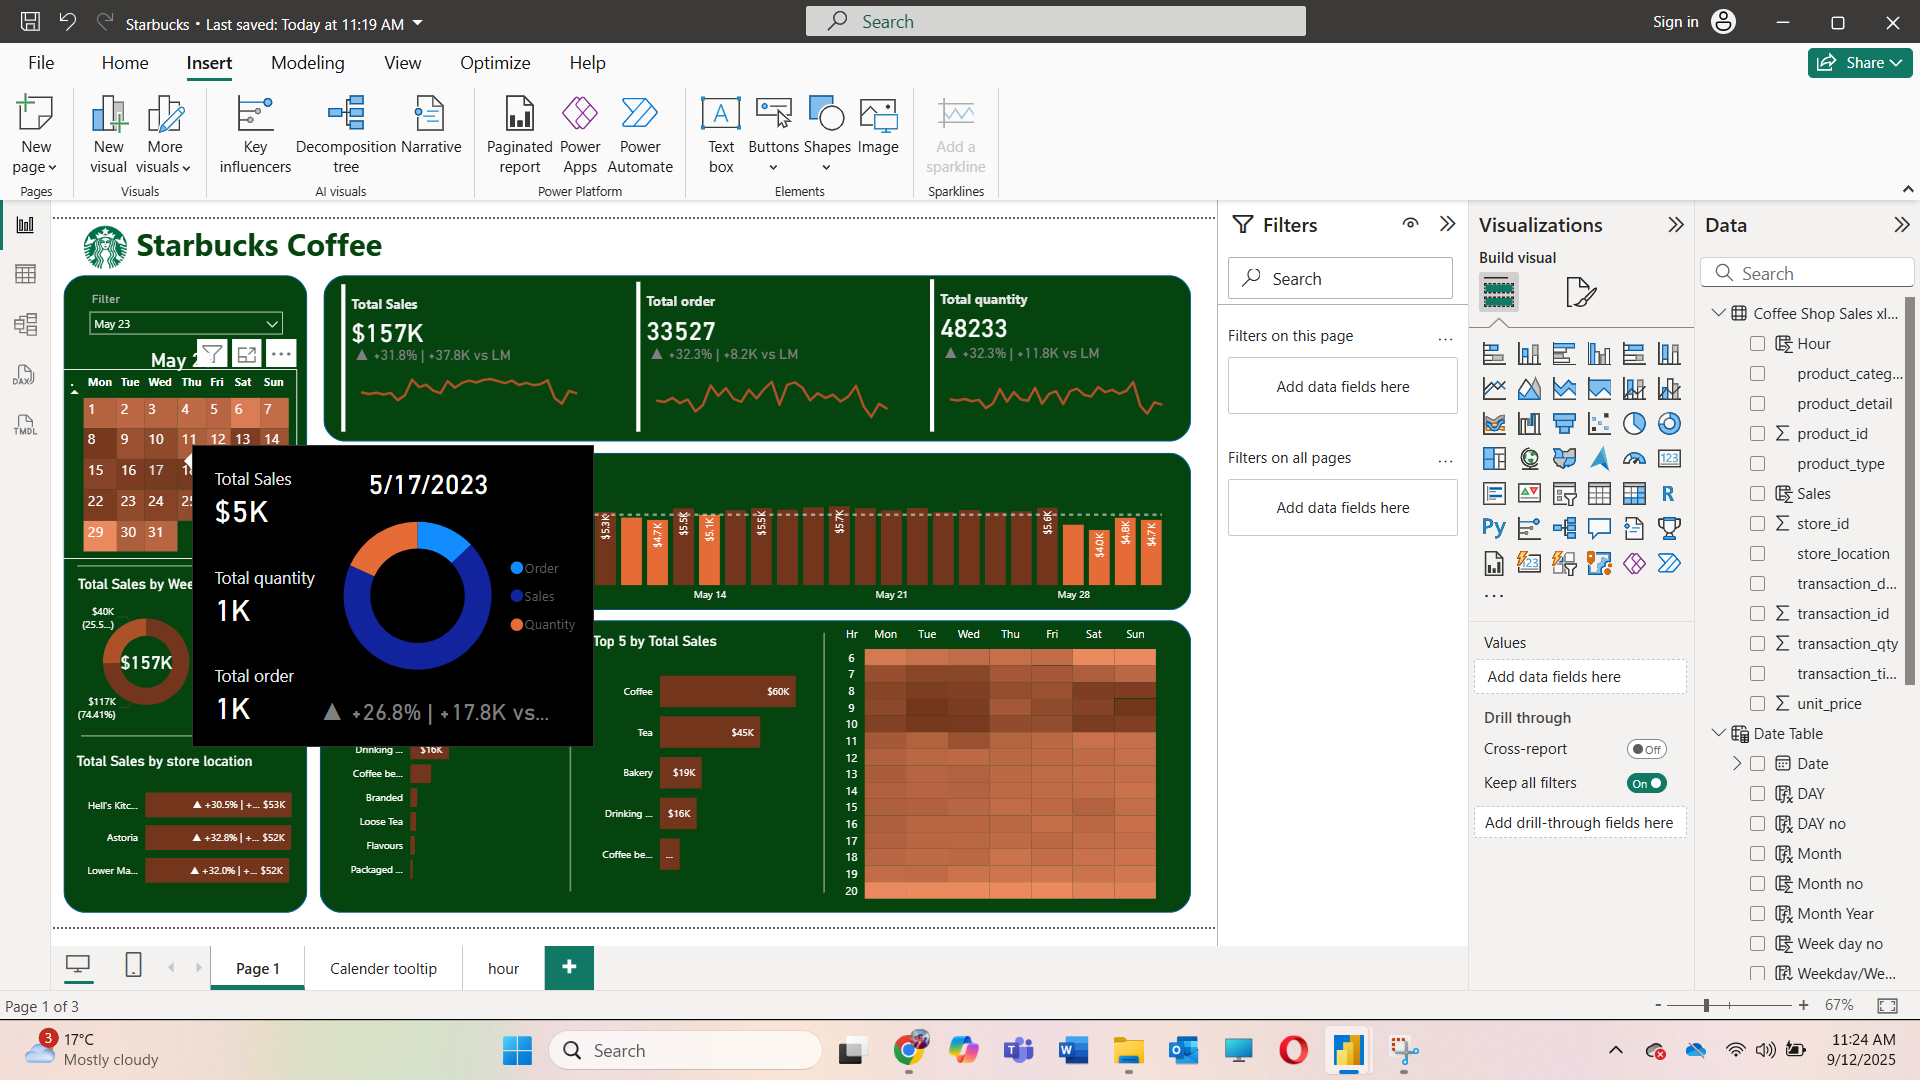 Starbucks • Last saved: Today at 11:19 AM
Search
Sign in
File
Home
Insert
Modeling
View
Optimize
Help
Share
New page
New visual
More visuals
Key influencers
Decomposition tree
Narrative
Paginated report
Power Apps
Power Automate
Text box
Buttons
Shapes
Image
Add a sparkline
Pages
Visuals
AI visuals
Power Platform
Elements
Sparklines
DAX
TMDL
Starbucks Coffee
Filter
May 23
May 2
Mon Tue Wed Thu Fri Sat Sun
1 2 3 4 5 6 7
8 9 10 11 12 13 14
15 16 17 1
22 23 24 25
29 30 31
Total Sales
$157K
▲ +31.8% | +37.8K vs LM
Total order
33527
▲ +32.3% | +8.2K vs LM
Total quantity
48233
▲ +32.3% | +11.8K vs LM
Total Sales
$5K
5/17/2023
Total quantity
1K
Total order
1K
Order
Sales
Quantity
▲ +26.8% | +17.8K vs...
$5.3K
$4.7K
$5.5K
$5.1K
$5.5K
$5.7K
$5.6K
$4.0K
$4.8K
$4.7K
May 14
May 21
May 28
Total Sales by Wee
$40K
(25.5...)
$157K
$117K
(74.41%)
Total Sales by store location
Hell's Kitc... ▲ +30.5% | +... $53K
Astoria ▲ +32.8% | +... $52K
Lower Ma... ▲ +32.0% | +... $52K
Drinking ... $16K
Coffee be...
Branded
Loose Tea
Flavours
Packaged ...
Top 5 by Total Sales
Coffee $60K
Tea $45K
Bakery $19K
Drinking ... $16K
Coffee be... ...
Hr Mon Tue Wed Thu Fri Sat Sun
6
7
8
9
10
11
12
13
14
15
16
17
18
19
20
Filters
Search
Filters on this page
Add data fields here
Filters on all pages
Add data fields here
Visualizations
Build visual
123
R
Py
123
Values
Add data fields here
Drill through
Cross-report
Off
Keep all filters
On
Add drill-through fields here
Data
Search
Coffee Shop Sales xl...
Hour
product_categ...
product_detail
product_id
product_type
Sales
store_id
store_location
transaction_d...
transaction_id
transaction_qty
transaction_ti...
unit_price
Date Table
Date
DAY
DAY no
Month
Month no
Month Year
Week day no
Weekday/We...
Page 1
Calender tooltip
hour
Page 1 of 3
67%
3
17°C
Mostly cloudy
Search
11:24 AM
9/12/2025